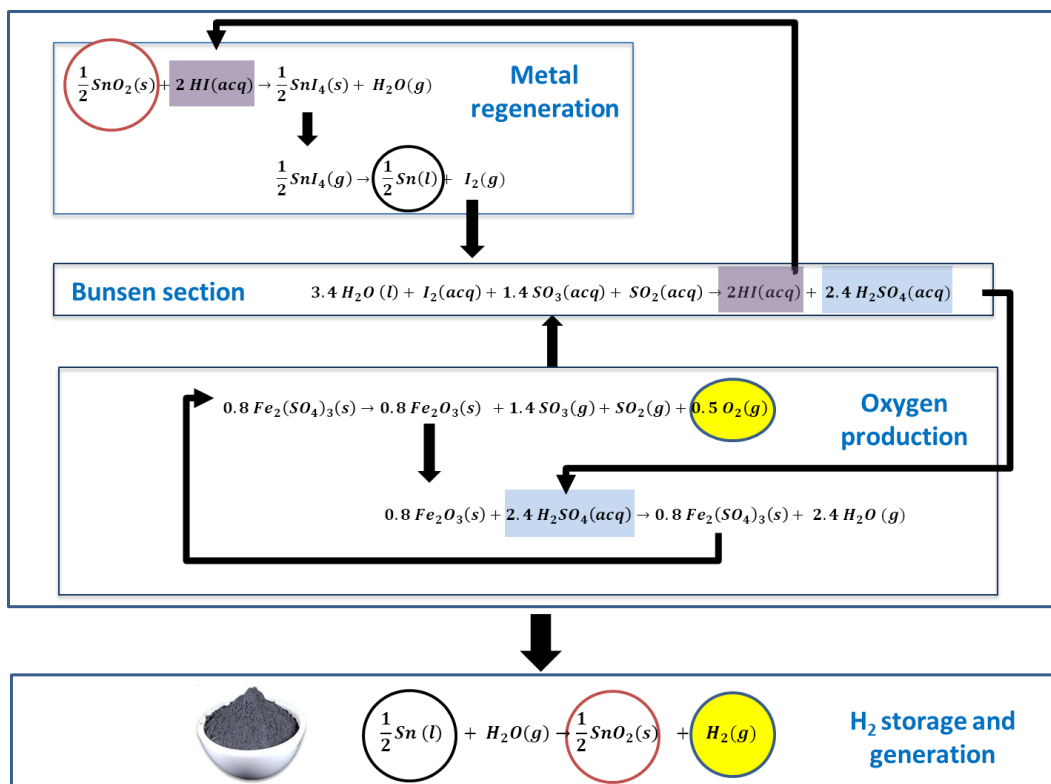 ½ SnO₂(s) + 2 HI(acq) → ½ SnI₄(s) + H₂O(g)
Metal
regeneration
½ SnI₄(g) → ½ Sn(l) + I₂(g)
Bunsen section
3.4 H₂O (l) + I₂(acq) + 1.4 SO₃(acq) + SO₂(acq) → 2HI(acq) + 2.4 H₂SO₄(acq)
0.8 Fe₂(SO₄)₃(s) → 0.8 Fe₂O₃(s) + 1.4 SO₃(g) + SO₂(g) + 0.5 O₂(g)
Oxygen
production
0.8 Fe₂O₃(s) + 2.4 H₂SO₄(acq) → 0.8 Fe₂(SO₄)₃(s) + 2.4 H₂O (g)
½ Sn (l) + H₂O(g) → ½ SnO₂(s) + H₂(g)
H₂ storage and
generation